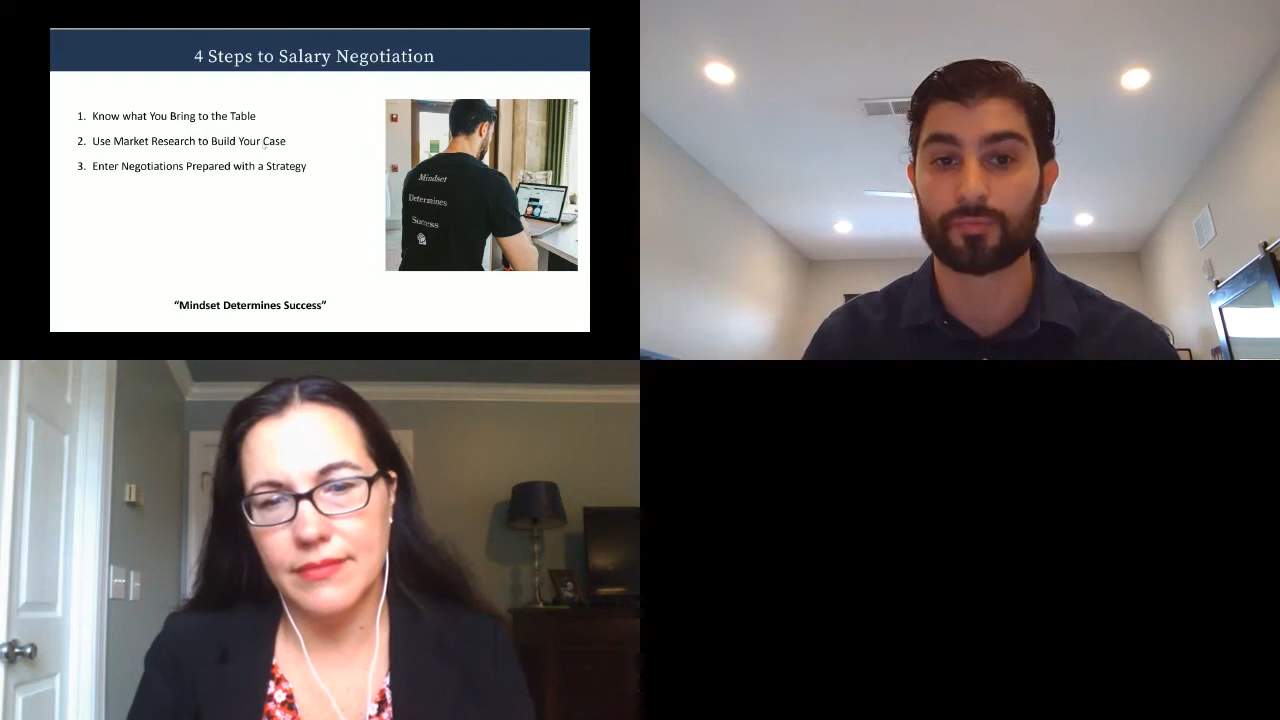 4 Steps to Salary Negotiation
1. Know what You Bring to the Table
2. Use Market Research to Build Your Case
3. Enter Negotiations Prepared with a Strategy
Mindset
Determines
Success
“Mindset Determines Success”